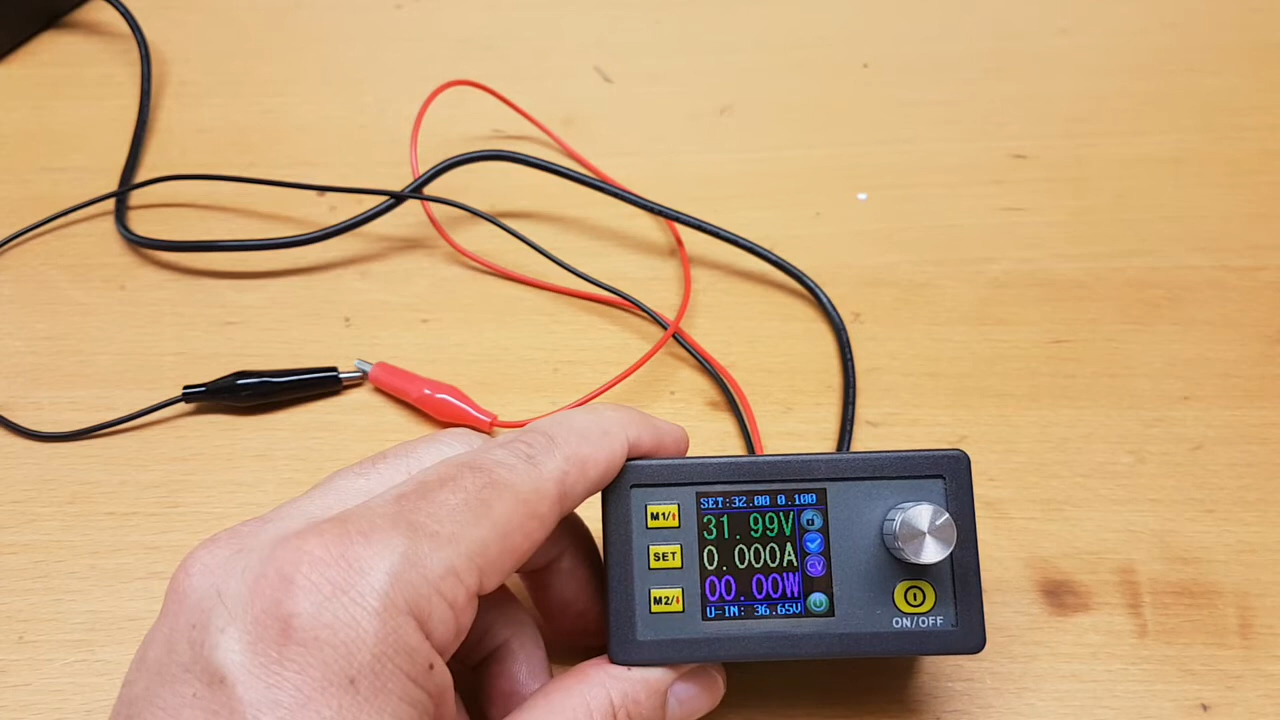 SET:32.00 0.100
M1/⬆
31.99V
SET
0.000A
CV
M2/⬇
00.00W
U-IN: 36.65V
ON/OFF